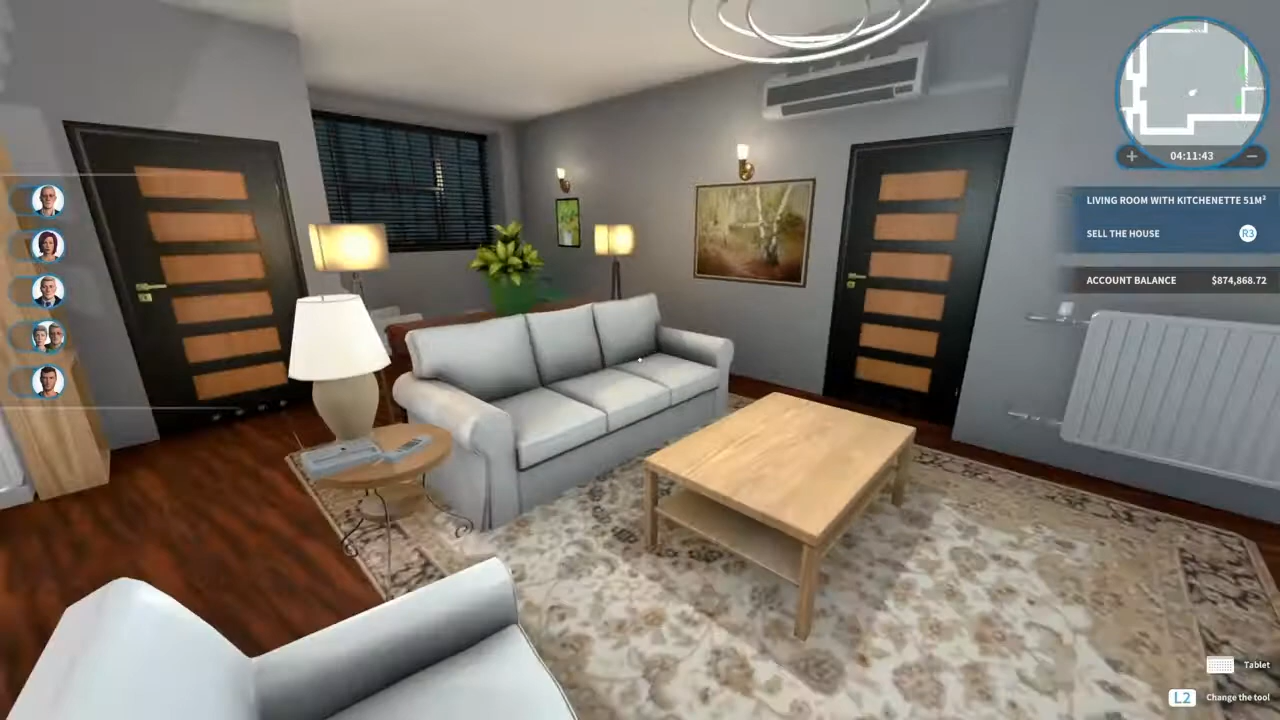 04:11:43
LIVING ROOM WITH KITCHENETTE 51M²
SELL THE HOUSE R3
ACCOUNT BALANCE $874,868.72
Tablet
L2 Change the tool